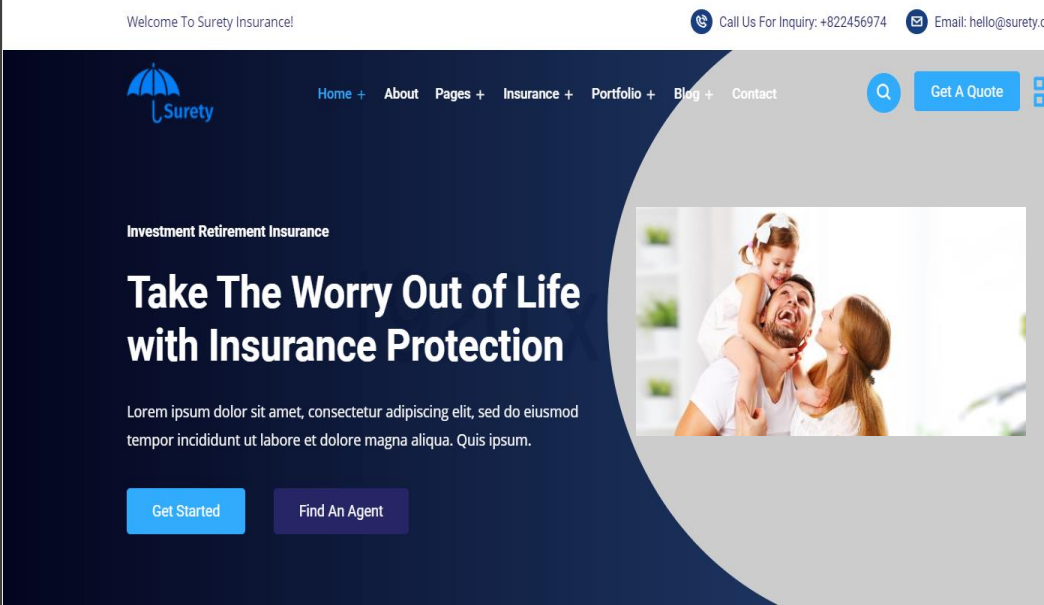 Welcome To Surety Insurance!
Call Us For Inquiry: +822456974
Email: hello@surety.c
Surety
Home +
About
Pages +
Insurance +
Portfolio +
Blog +
Contact
Get A Quote
Investment Retirement Insurance
Take The Worry Out of Life
with Insurance Protection
Lorem ipsum dolor sit amet, consectetur adipiscing elit, sed do eiusmod
tempor incididunt ut labore et dolore magna aliqua. Quis ipsum.
Get Started
Find An Agent